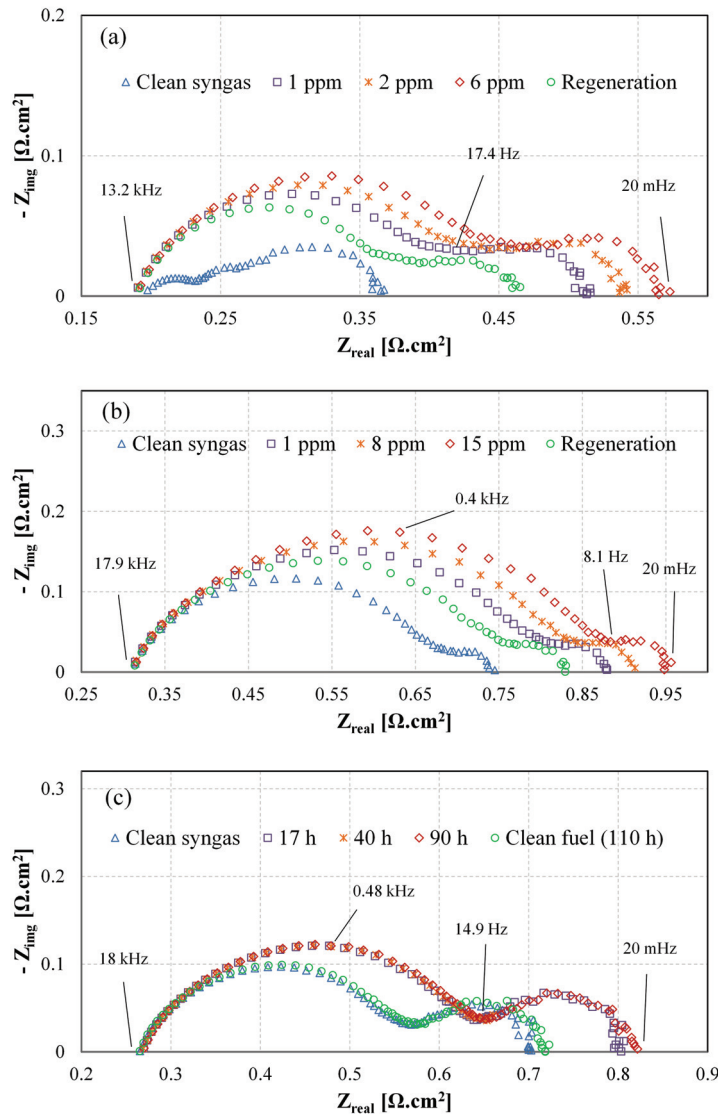 0.2
(a)
Clean syngas 1 ppm 2 ppm 6 ppm Regeneration
- Z_img [Ω.cm²]
0.1
13.2 kHz
17.4 Hz
20 mHz
0
0.15 0.25 0.35 0.45 0.55
Z_real [Ω.cm²]
(b)
0.3
Clean syngas 1 ppm 8 ppm 15 ppm Regeneration
- Z_img [Ω.cm²]
0.2
0.4 kHz
17.9 kHz
0.1
8.1 Hz
20 mHz
0
0.25 0.35 0.45 0.55 0.65 0.75 0.85 0.95
Z_real [Ω.cm²]
0.3
(c)
Clean syngas 17 h 40 h 90 h Clean fuel (110 h)
- Z_img [Ω.cm²]
0.2
0.48 kHz
0.1
18 kHz
14.9 Hz
20 mHz
0
0.2 0.3 0.4 0.5 0.6 0.7 0.8 0.9
Z_real [Ω.cm²]